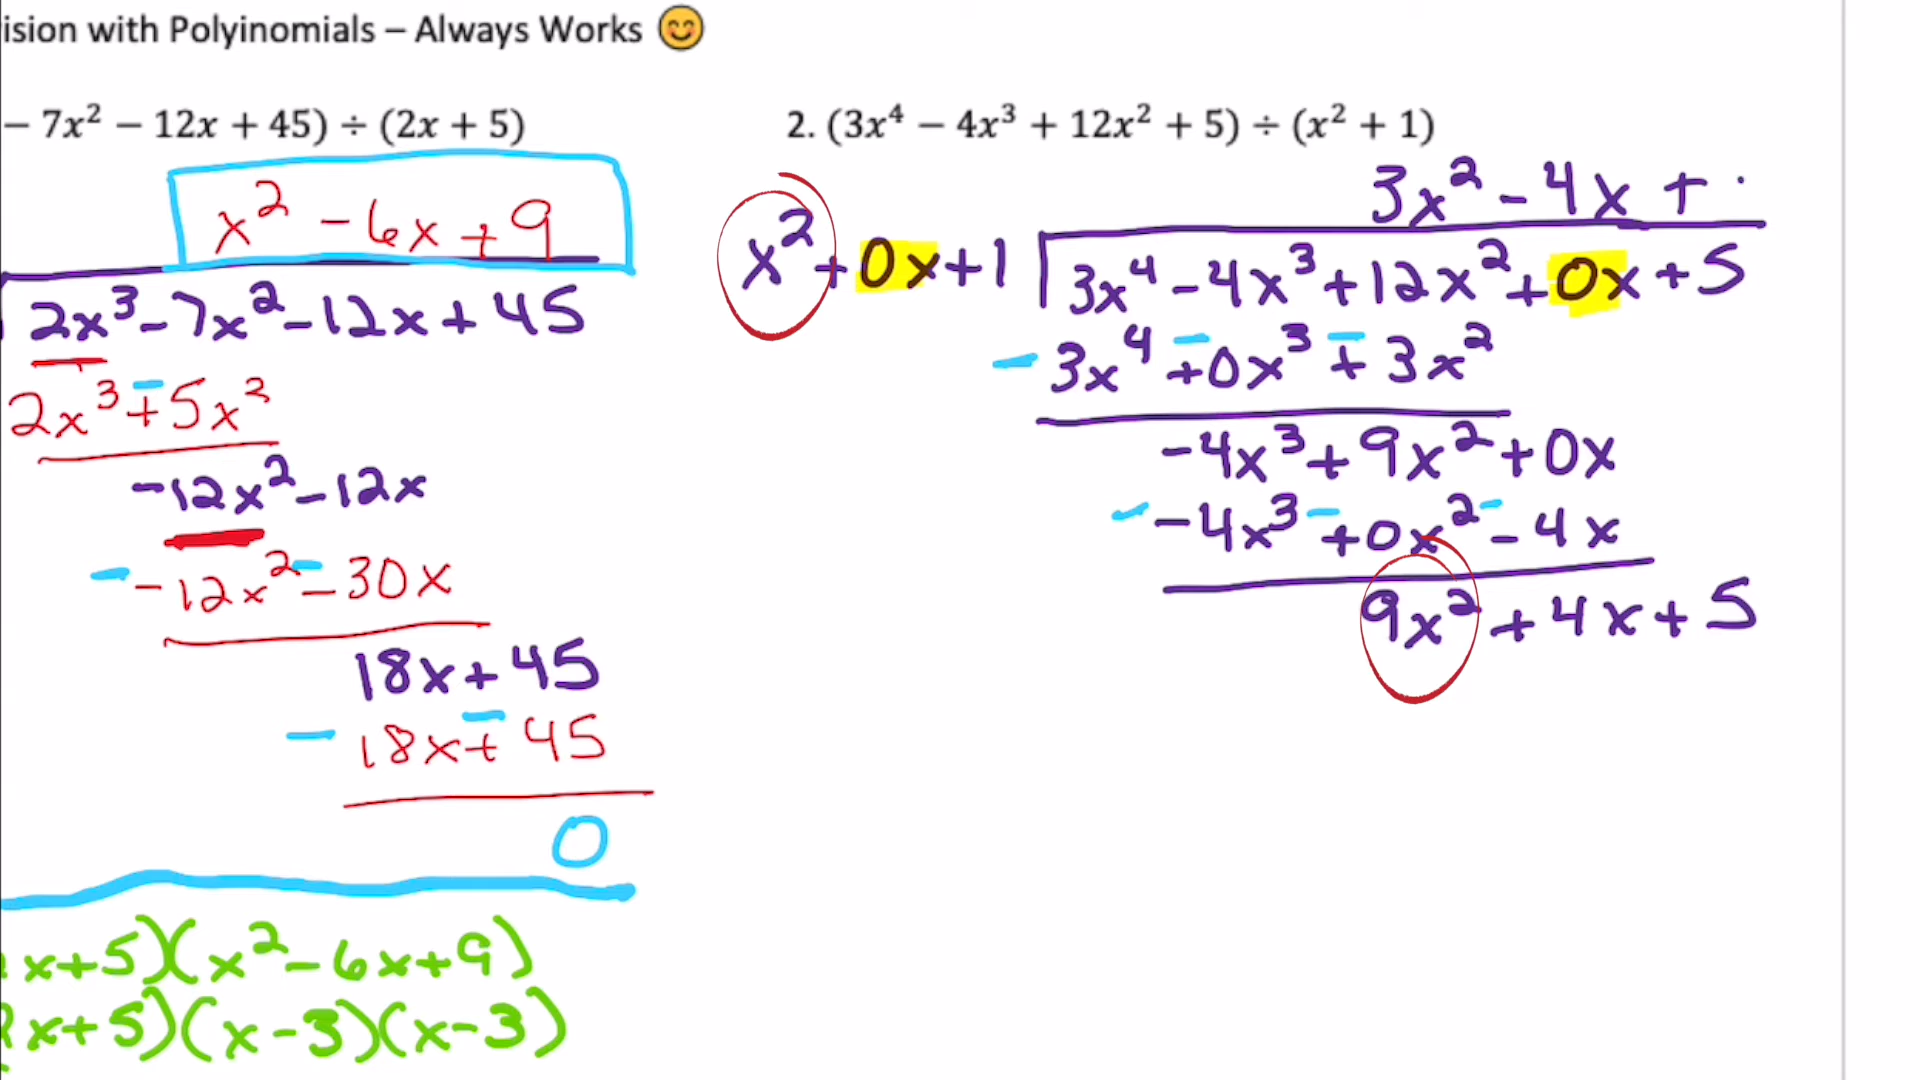 ision with Polyinomials – Always Works 😊
– 7x² – 12x + 45) ÷ (2x + 5)
x² - 6x + 9
2x³ - 7x² - 12x + 45
2x³ + 5x²
-12x² - 12x
- -12x² - 30x
18x + 45
- 18x + 45
0
x+5)(x² - 6x + 9)
2x+5)(x-3)(x-3)
2. (3x⁴ – 4x³ + 12x² + 5) ÷ (x² + 1)
3x² - 4x +
x² + 0x + 1 3x⁴ - 4x³ + 12x² + 0x + 5
- 3x⁴ + 0x³ + 3x²
-4x³ + 9x² + 0x
- -4x³ + 0x² - 4x
9x² + 4x + 5